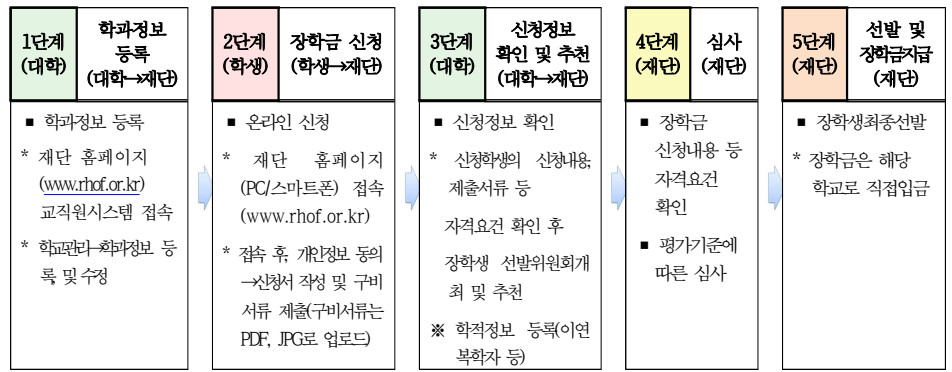 1단계
(대학)
학과정보
등록
(대학→재단)
■ 학과정보 등록
* 재단 홈페이지
(www.rhof.or.kr)
교직원시스템 접속
* 학교관리→학과정보 등
록 및 수정
2단계
(학생)
장학금 신청
(학생→재단)
■ 온라인 신청
* 재단 홈페이지
(PC/스마트폰) 접속
(www.rhof.or.kr)
* 접속 후, 개인정보 동의
→신청서 작성 및 구비
서류 제출(구비서류는
PDF, JPG로 업로드)
3단계
(대학)
신청정보
확인 및 추천
(대학→재단)
■ 신청정보 확인
* 신청학생의 신청내용,
제출서류 등
자격요건 확인 후
장학생 선발위원회개
최 및 추천
※ 학적정보 등록(이연
복학자 등)
4단계
(재단)
심사
(재단)
■ 장학금
신청내용 등
자격요건
확인
■ 평가기준에
따른 심사
5단계
(재단)
선발 및
장학금지급
(재단)
■ 장학생최종선발
* 장학금은 해당
학교로 직접입금